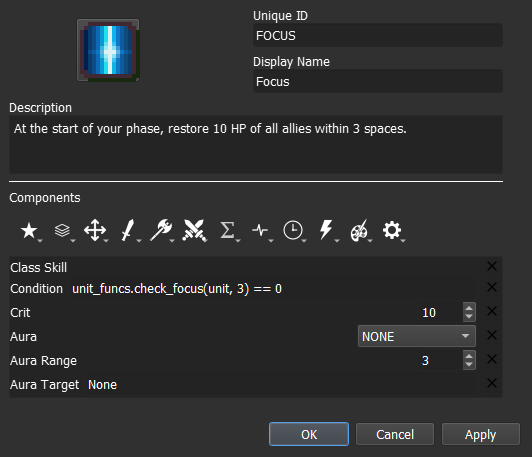 Unique ID
FOCUS
Display Name
Focus
Description
At the start of your phase, restore 10 HP of all allies within 3 spaces.
Components
Class Skill
Condition unit_funcs.check_focus(unit, 3) == 0
Crit 10
Aura NONE
Aura Range 3
Aura Target None
OK Cancel Apply